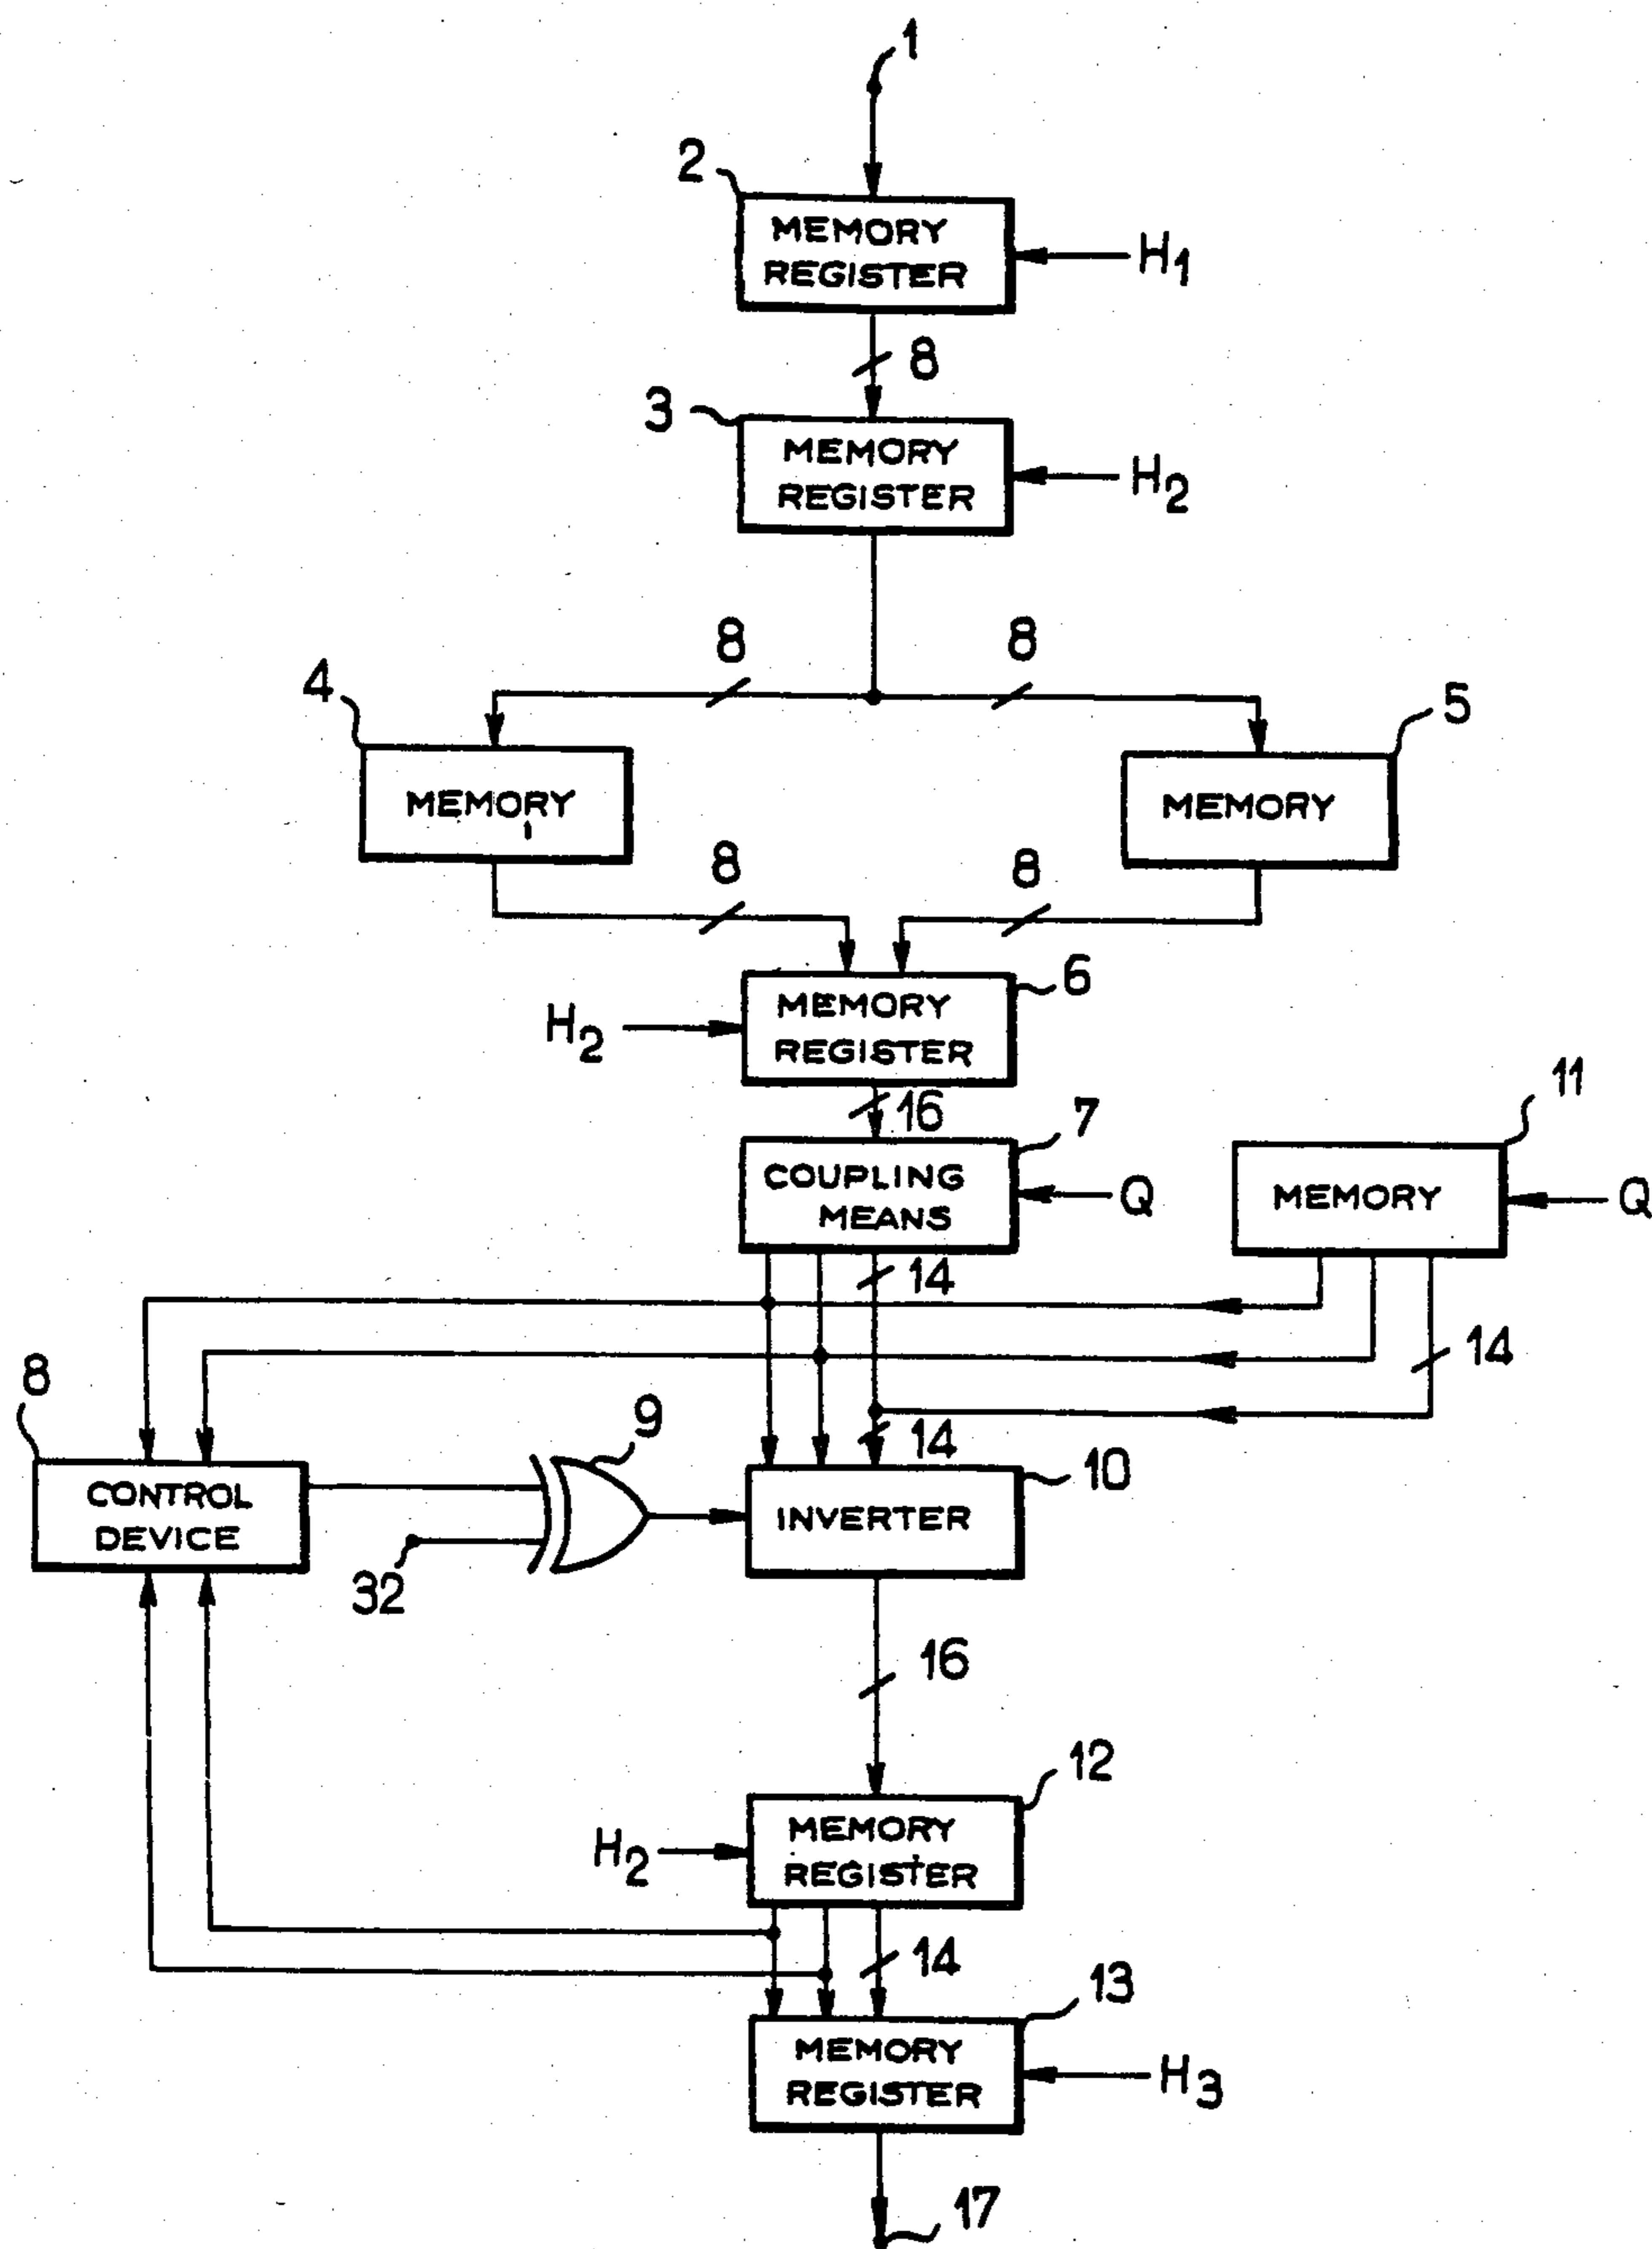 1
2
MEMORY
REGISTER
H1
8
3
MEMORY
REGISTER
H2
8
8
4
5
MEMORY
MEMORY
8
8
6
H2
MEMORY
REGISTER
16
11
7
COUPLING
MEANS
Q
MEMORY
Q
14
14
8
9
14
10
CONTROL
DEVICE
INVERTER
32
16
12
H2
MEMORY
REGISTER
14
13
MEMORY
REGISTER
H3
17